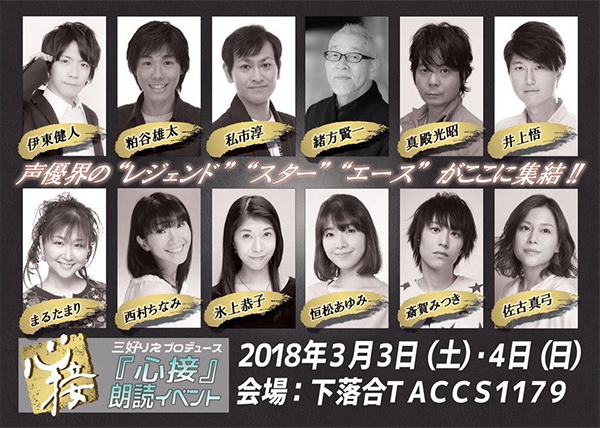 伊東健人
粕谷雄太
私市淳
緒方賢一
真殿光昭
井上悟
声優界の“レジェンド”“スター”“エース”がここに集結!!
まるたまり
西村ちなみ
氷上恭子
恒松あゆみ
斎賀みつき
佐古真弓
心接
三好りえプロデュース
『心接』
朗読イベント
2018年3月3日(土)・4日(日)
会場：下落合TACCS1179